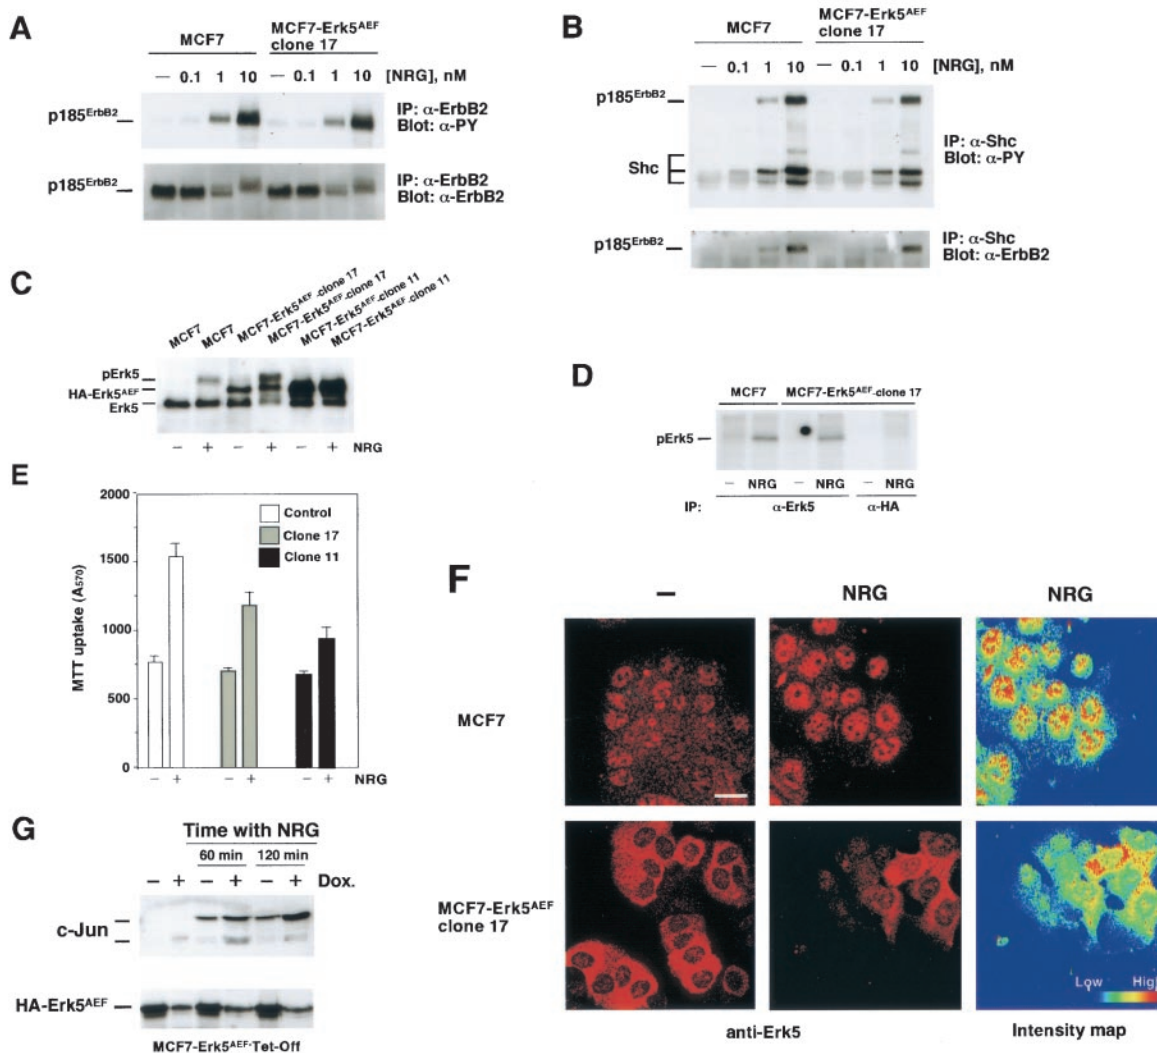 A
MCF7
MCF7-Erk5AEF
clone 17
— 0.1 1 10 — 0.1 1 10 [NRG], nM
p185ErbB2
IP: α-ErbB2
Blot: α-PY
p185ErbB2
IP: α-ErbB2
Blot: α-ErbB2
B
MCF7
MCF7-Erk5AEF
clone 17
— 0.1 1 10 — 0.1 1 10 [NRG], nM
p185ErbB2
Shc
IP: α-Shc
Blot: α-PY
p185ErbB2
IP: α-Shc
Blot: α-ErbB2
C
MCF7
MCF7
MCF7-Erk5AEF-clone 17
MCF7-Erk5AEF-clone 17
MCF7-Erk5AEF-clone 11
MCF7-Erk5AEF-clone 11
pErk5
HA-Erk5AEF
Erk5
− + − + − + NRG
D
MCF7
MCF7-Erk5AEF-clone 17
pErk5
– NRG – NRG – NRG
IP: α-Erk5 α-HA
E
2000
1500
1000
500
0
MTT uptake (A570)
Control
Clone 17
Clone 11
− + − + − + NRG
F
— NRG NRG
MCF7
MCF7-Erk5AEF
clone 17
Low High
anti-Erk5 Intensity map
G
Time with NRG
60 min 120 min
− + − + − + Dox.
c-Jun
HA-Erk5AEF
MCF7-Erk5AEF-Tet-Off